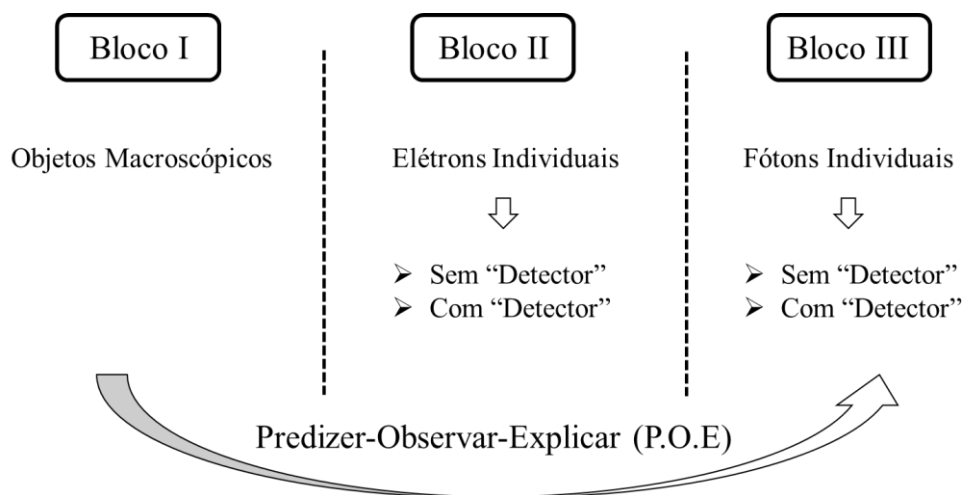 Bloco I
Bloco II
Bloco III
Objetos Macroscópicos
Elétrons Individuais
Fótons Individuais
➢ Sem “Detector”
➢ Com “Detector”
➢ Sem “Detector”
➢ Com “Detector”
Predizer-Observar-Explicar (P.O.E)